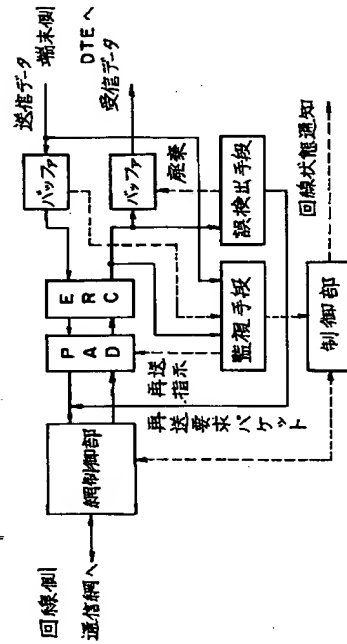 回線側
通信網へ
網制御部
PAD
ERC
バッファ
バッファ
送信データ
端末側
DTEへ
受信データ
廃棄
再送
指示
再送要求パケット
監視手段
誤検出手段
制御部
回線状態通知